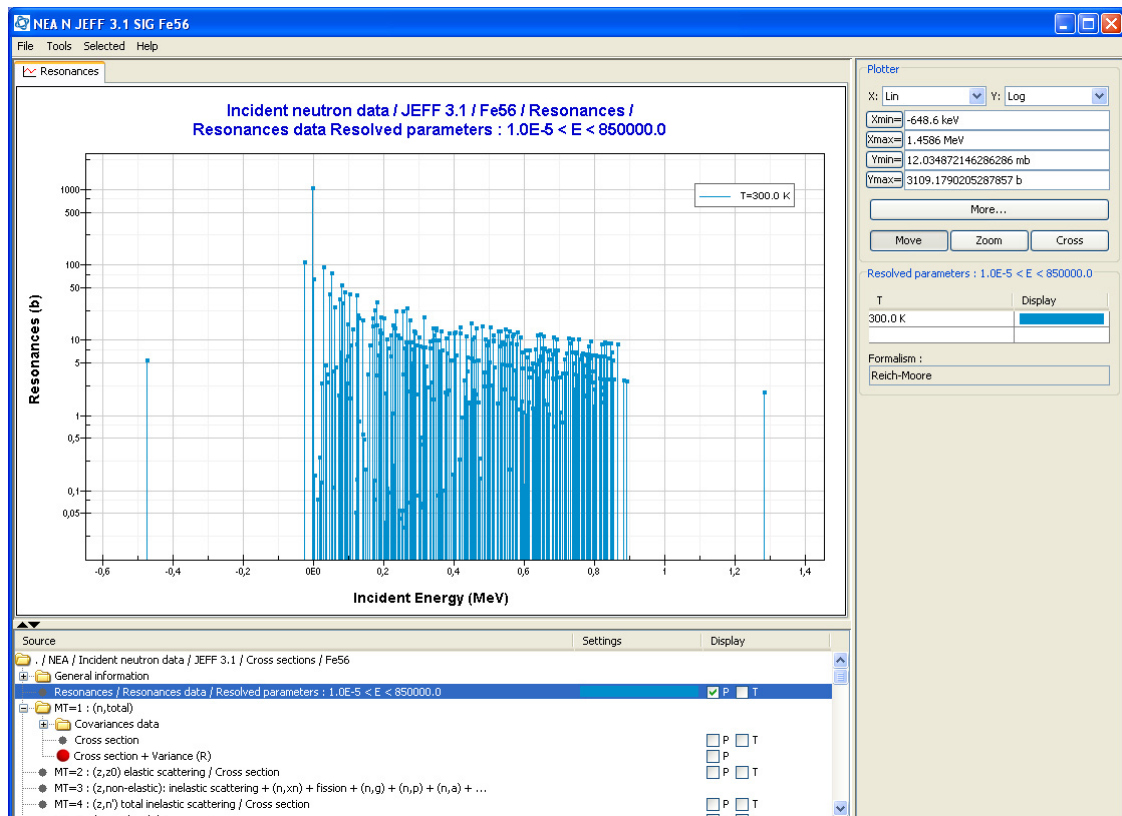 NEA N JEFF 3.1 SIG Fe56
File Tools Selected Help
Resonances
Incident neutron data / JEFF 3.1 / Fe56 / Resonances /
Resonances data Resolved parameters : 1.0E-5 < E < 850000.0
T=300.0 K
Resonances (b)
1000
500
100
50
10
5
1
0,5
0,1
0,05
-0,6 -0,4 -0,2 0E0 0,2 0,4 0,6 0,8 1 1,2 1,4
Incident Energy (MeV)
Plotter
X: Lin Y: Log
Xmin= -648.6 keV
Xmax= 1.4586 MeV
Ymin= 12.034872146286286 mb
Ymax= 3109.1790205287857 b
More...
Move Zoom Cross
Resolved parameters : 1.0E-5 < E < 850000.0
T Display
300.0 K
Formalism :
Reich-Moore
Source Settings Display
. / NEA / Incident neutron data / JEFF 3.1 / Cross sections / Fe56
General information
Resonances / Resonances data / Resolved parameters : 1.0E-5 < E < 850000.0 P T
MT=1 : (n,total)
Covariances data
Cross section P T
Cross section + Variance (R) P
MT=2 : (z,z0) elastic scattering / Cross section P T
MT=3 : (z,non-elastic): inelastic scattering + (n,xn) + fission + (n,g) + (n,p) + (n,a) + ...
MT=4 : (z,n') total inelastic scattering / Cross section P T